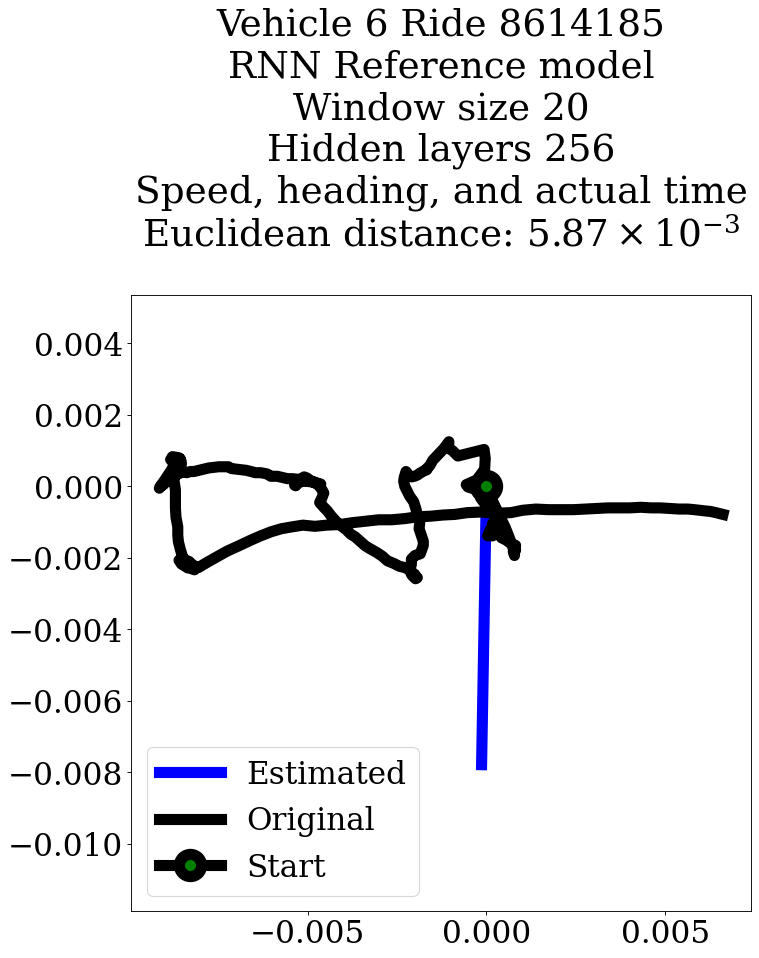 Vehicle 6 Ride 8614185
RNN Reference model
Window size 20
Hidden layers 256
Speed, heading, and actual time
Euclidean distance: 5.87 × 10⁻³
0.004
0.002
0.000
−0.002
−0.004
−0.006
−0.008
−0.010
Estimated
Original
Start
−0.005 0.000 0.005